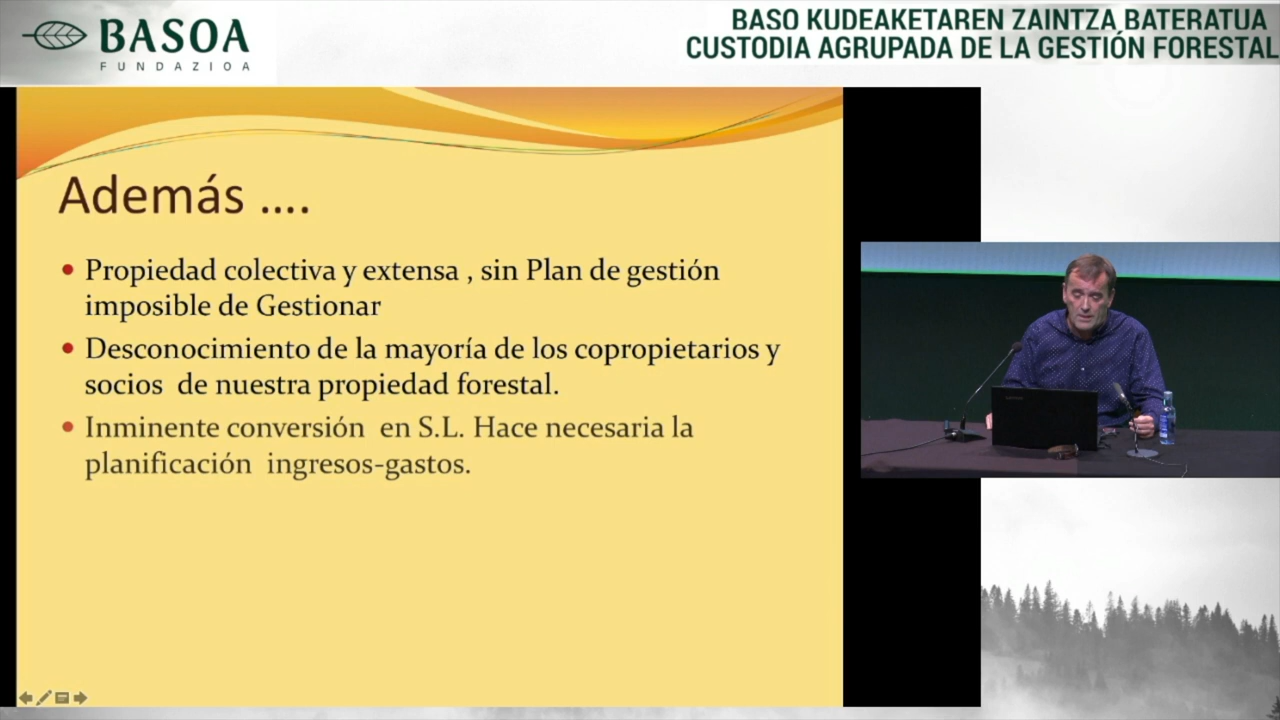 BASOA
FUNDAZIOA
BASO KUDEAKETAREN ZAINTZA BATERATUA
CUSTODIA AGRUPADA DE LA GESTIÓN FORESTAL
Además ....
• Propiedad colectiva y extensa , sin Plan de gestión
imposible de Gestionar
• Desconocimiento de la mayoría de los copropietarios y
socios de nuestra propiedad forestal.
• Inminente conversión en S.L. Hace necesaria la
planificación ingresos-gastos.